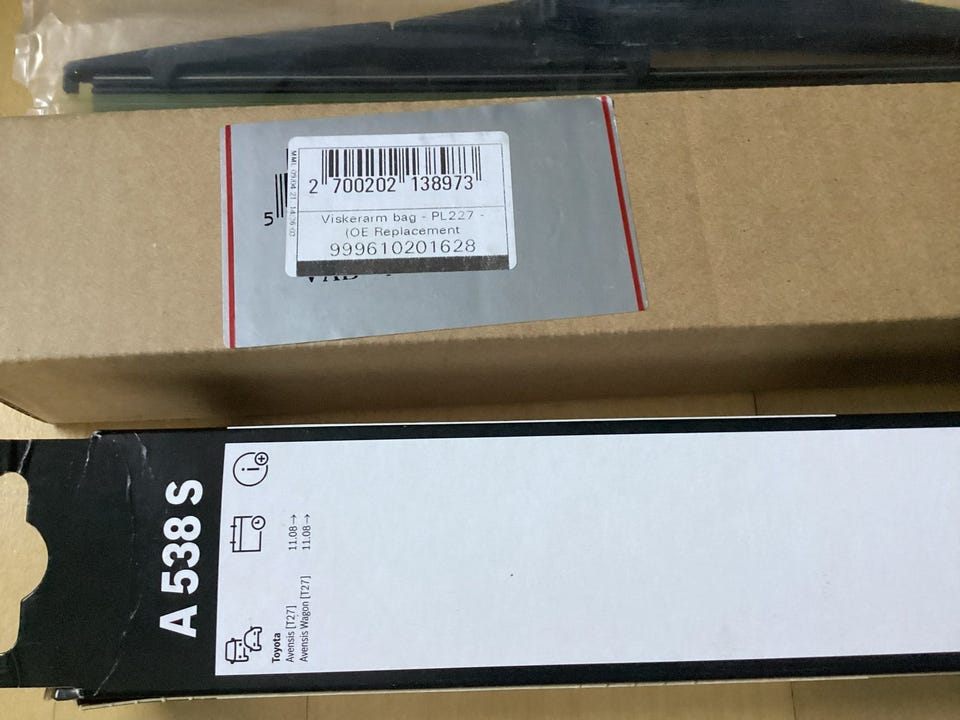 2 700202 138973
5
Viskerarm bag - PL227 -
(OE Replacement
999610201628
A 538 S
Toyota
Avensis [T27] 11.08→
Avensis Wagon [T27] 11.08→